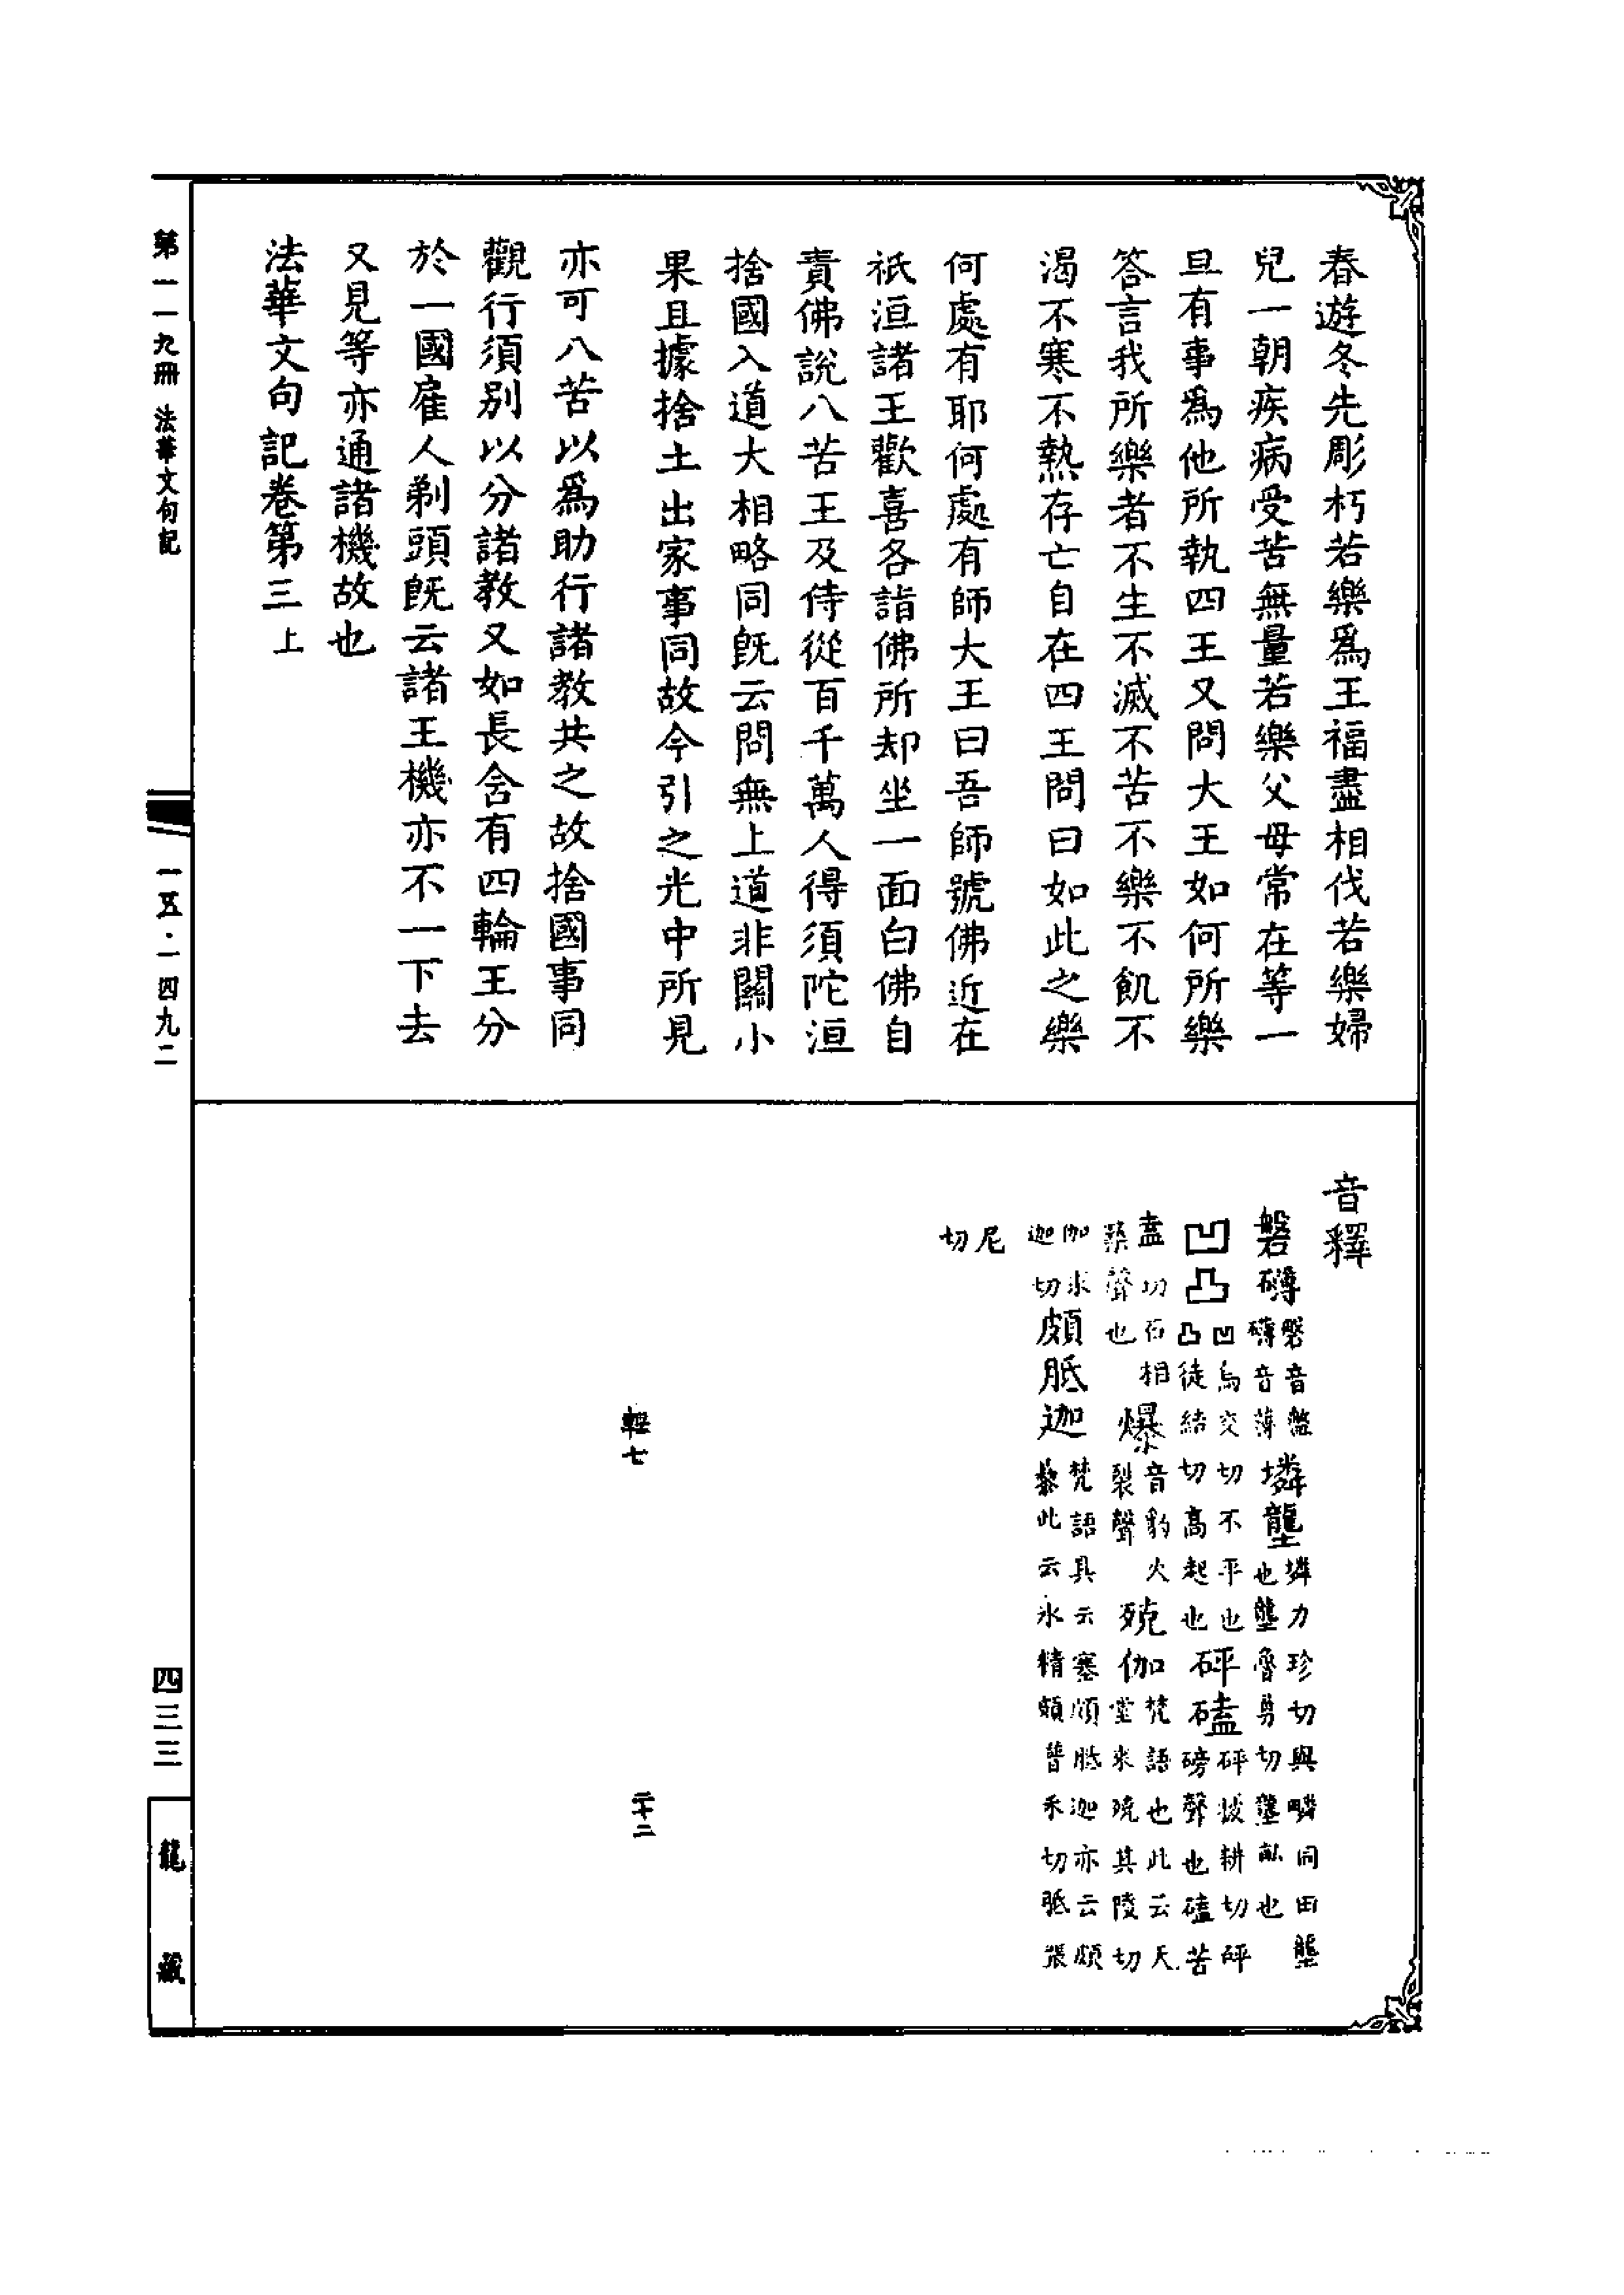 春遊冬先彫朽若樂爲王福盡相伐若樂婦
兒一朝疾病受苦無量若樂父母常在等一
旦有事爲他所執四王又問大王如何所樂
答言我所樂者不生不滅不苦不樂不飢不
渴不寒不熱存亡自在四王問曰如此之樂
何處有耶何處有師大王曰吾師號佛近在
祇洹諸王歡喜各詣佛所却坐一面白佛自
責佛說八苦王及侍從百千萬人得須陀洹
捨國入道大相略同既云問無上道非關小
果且據捨土出家事同故今引之光中所見
亦可八苦以爲助行諸教共之故捨國事同
觀行須別以分諸教又如長含有四輪王分
於一國雇人剃頭既云諸王機亦不一下去
又見等亦通諸機故也
法華文句記卷第三上
音釋
磐礡磐音盤礡音薄 壣壟壣力珍切與疄同田壟也壟魯勇切壟畝也
凹凸凹烏交切不平也凸徒結切高起也 砰磕砰披耕切砰磅聲也磕苦
蓋切石相築聲也 爆音豹火裂聲 殑伽梵語也此云天堂來殑其陵切
伽求迦切 頗胝迦梵語具云塞頗胝迦亦云頗黎此云水精頗普禾切胝張
尼切
輕七
二十二
第一一九冊 法華文句記
一五·一四九二
四三三
龍藏